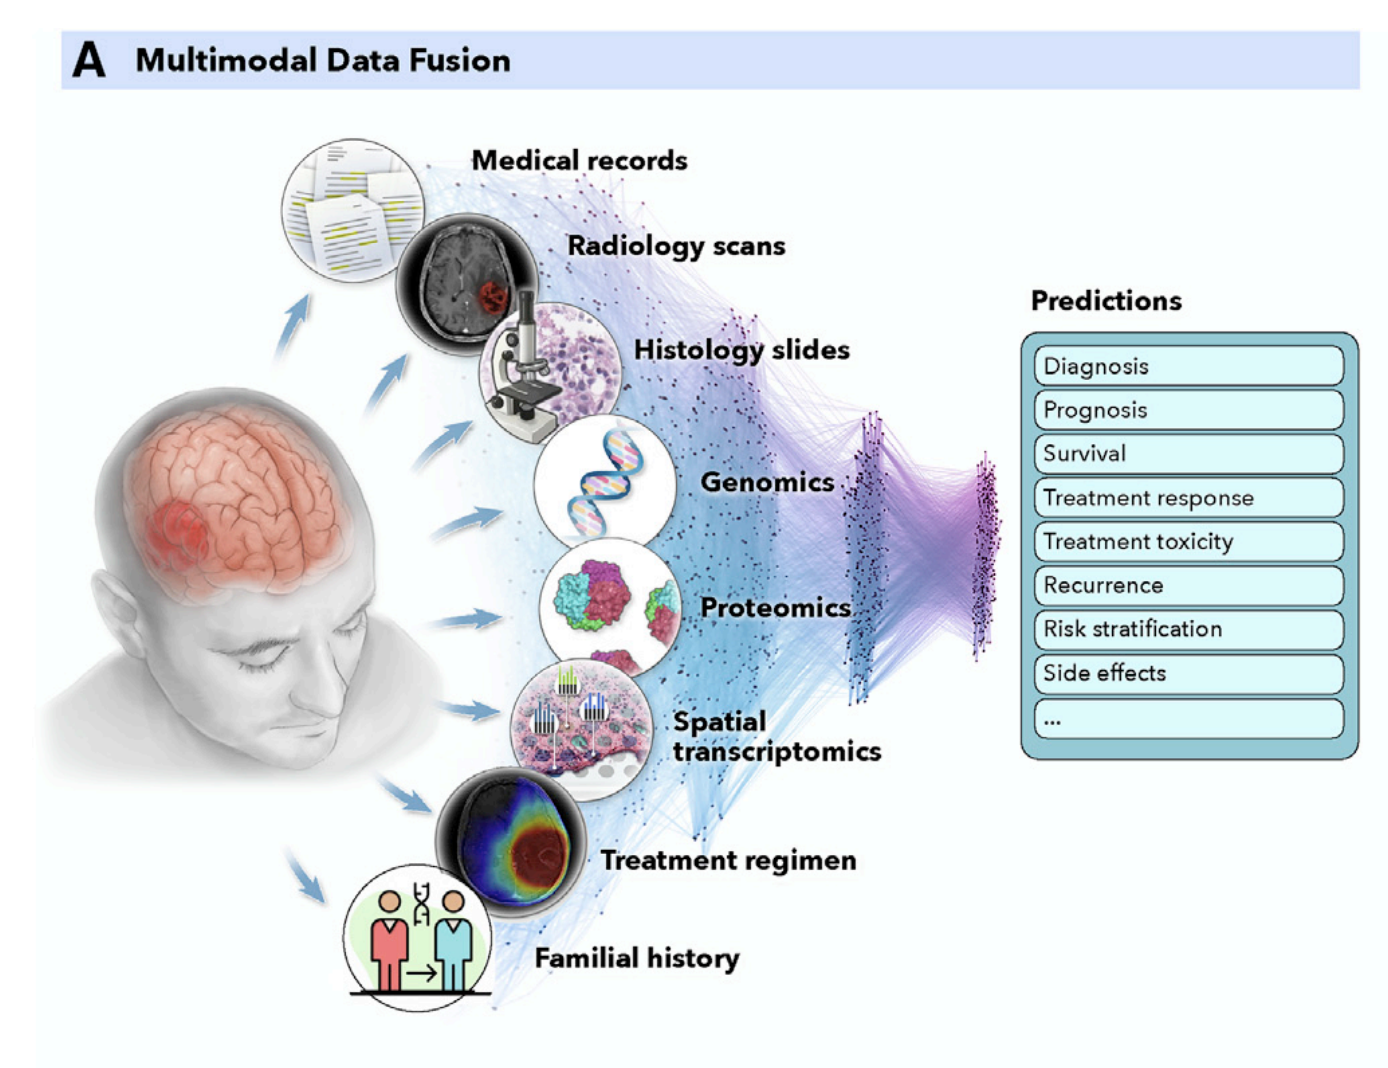 A Multimodal Data Fusion
Medical records
Radiology scans
Histology slides
Genomics
Proteomics
Spatial
transcriptomics
Treatment regimen
Familial history
Predictions
Diagnosis
Prognosis
Survival
Treatment response
Treatment toxicity
Recurrence
Risk stratification
Side effects
...